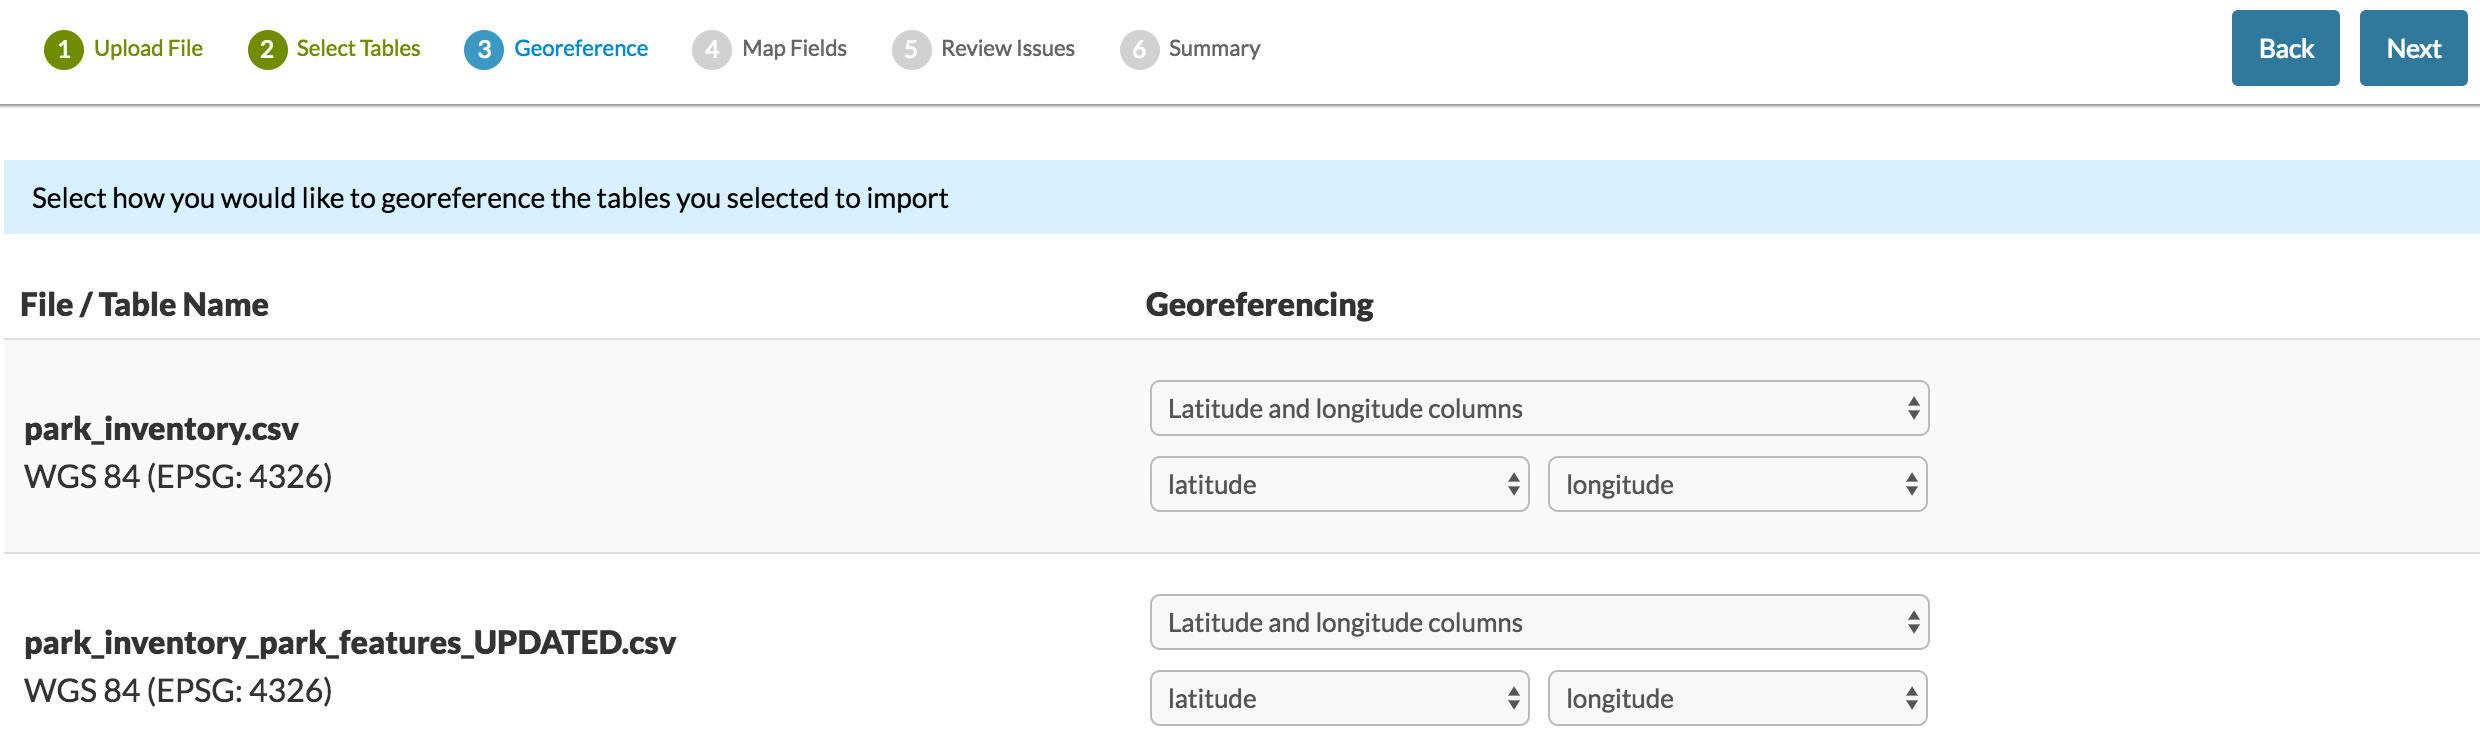 1 Upload File 2 Select Tables 3 Georeference 4 Map Fields 5 Review Issues 6 Summary Back Next
Select how you would like to georeference the tables you selected to import
File / Table Name Georeferencing
park_inventory.csv
WGS 84 (EPSG: 4326)
Latitude and longitude columns
latitude longitude
park_inventory_park_features_UPDATED.csv
WGS 84 (EPSG: 4326)
Latitude and longitude columns
latitude longitude